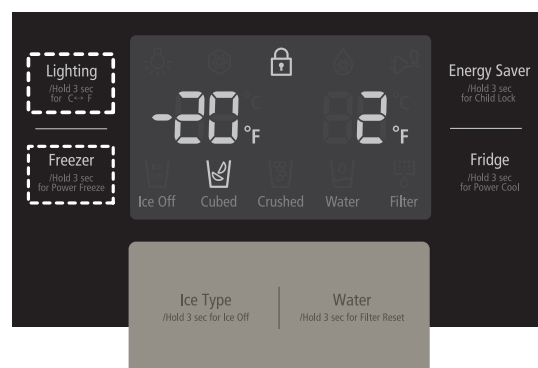 Lighting
/Hold 3 sec
for C↔ F
Freezer
/Hold 3 sec
for Power Freeze
-20°F
2°F
Ice Off
Cubed
Crushed
Water
Filter
Energy Saver
/Hold 3 sec
for Child Lock
Fridge
/Hold 3 sec
for Power Cool
Ice Type
/Hold 3 sec for Ice Off
Water
/Hold 3 sec for Filter Reset